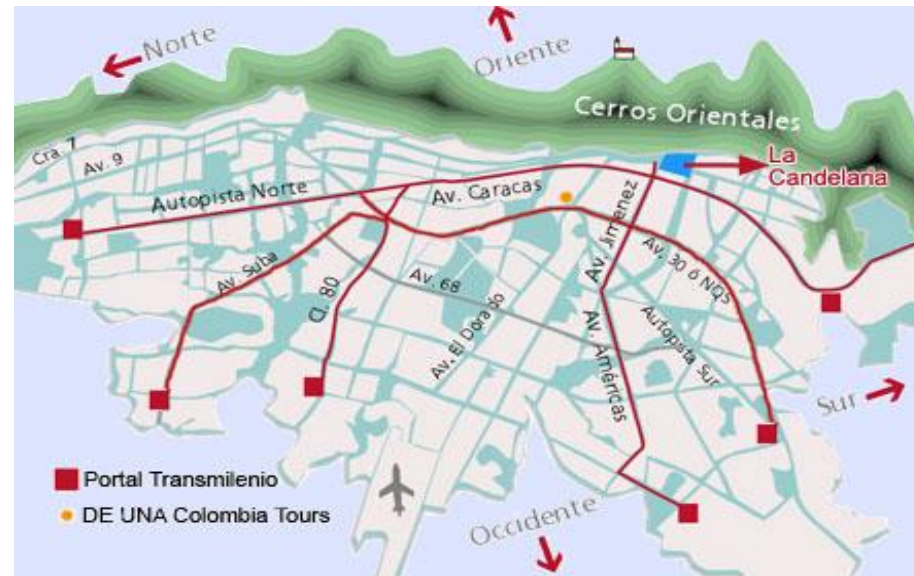 Norte
Oriente
Cerros Orientales
Cra. 7
Av. 9
La
Candelaria
Autopista Norte
Av. Caracas
Av. Jimenez
Av. Suba
Av. 68
Av. 30 ó NQS
Cl. 80
Av. El Dorado
Autopista Sur
Av. Américas
Sur
Portal Transmilenio
DE UNA Colombia Tours
Occidente